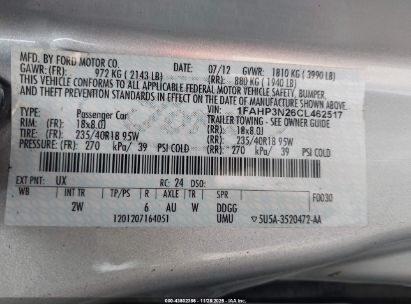 MFD. BY FORD MOTOR CO.
07/12 GVWR: 1810 KG (3990 LB)
GAWR: (FR) 972 KG (2143 LB) (RR) 880 KG (1940 LB)
THIS VEHICLE CONFORMS TO ALL APPLICABLE FEDERAL MOTOR VEHICLE SAFETY, BUMPER,
AND THEFT PREVENTION STANDARDS IN EFFECT ON THE DATE OF MANUFACTURE SHOWN ABOVE.
VIN: 1FAHP3N26CL462517
TYPE: Passenger Car TRAILER TOWING - SEE OWNER GUIDE
RIM: (FR) 18x8.0J (RR) 18x8.0J
TIRE: (FR) 235/40R18 95W (RR) 235/40R18 95W
PRESSURE: (FR) 270 kPa/ 39 PSI COLD (RR) 270 kPa/ 39 PSI COLD
EXT PNT: UX RC: 24 DSO: F0030
WB INT TR TP/PS R AXLE TR SPR
2W 6 AU W DDGG
1201207164051 UMU 5U5A-3520472-AA